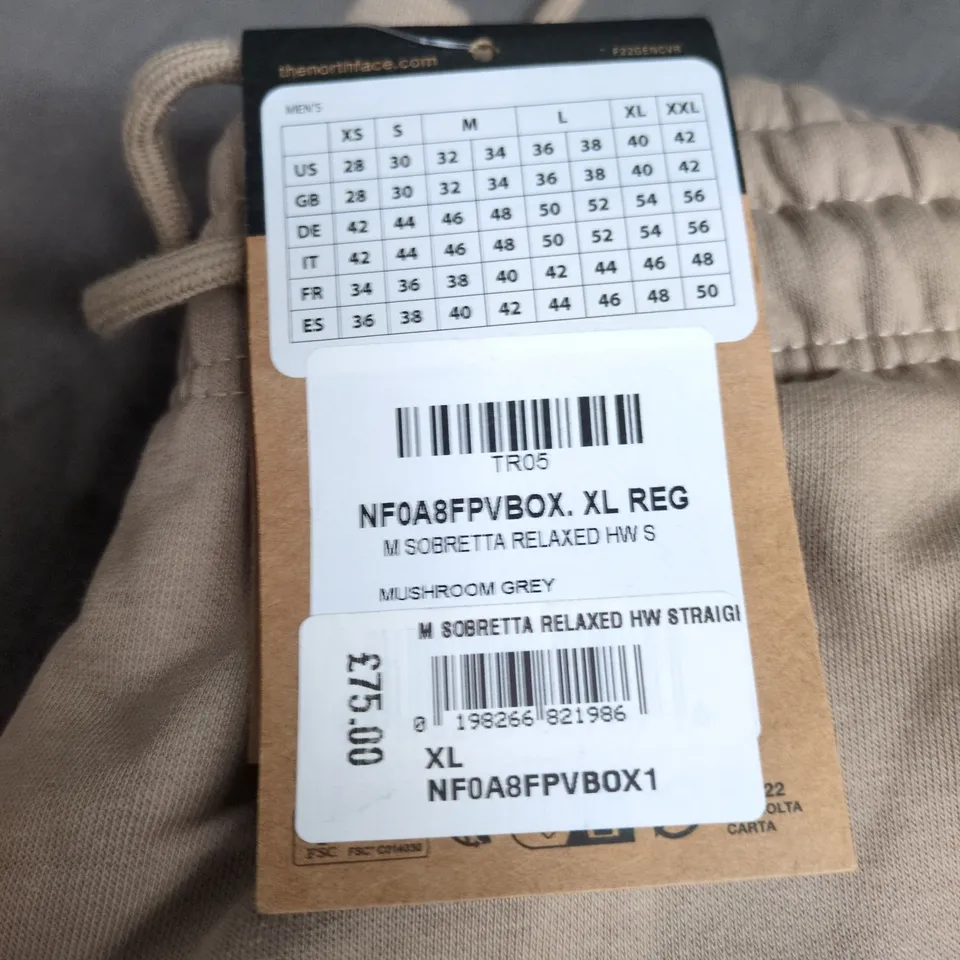 thenorthface.com
F22GENCVR
MEN'S
XS S M L XL XXL
US 28 30 32 34 36 38 40 42
GB 28 30 32 34 36 38 40 42
DE 42 44 46 48 50 52 54 56
IT 42 44 46 48 50 52 54 56
FR 34 36 38 40 42 44 46 48
ES 36 38 40 42 44 46 48 50
TR05
NF0A8FPVBOX. XL REG
M SOBRETTA RELAXED HW S
MUSHROOM GREY
M SOBRETTA RELAXED HW STRAIGI
£75.00
0 198266 821986
XL
NF0A8FPVBOX1
FSC FSC® C014030
22
OLTA
CARTA